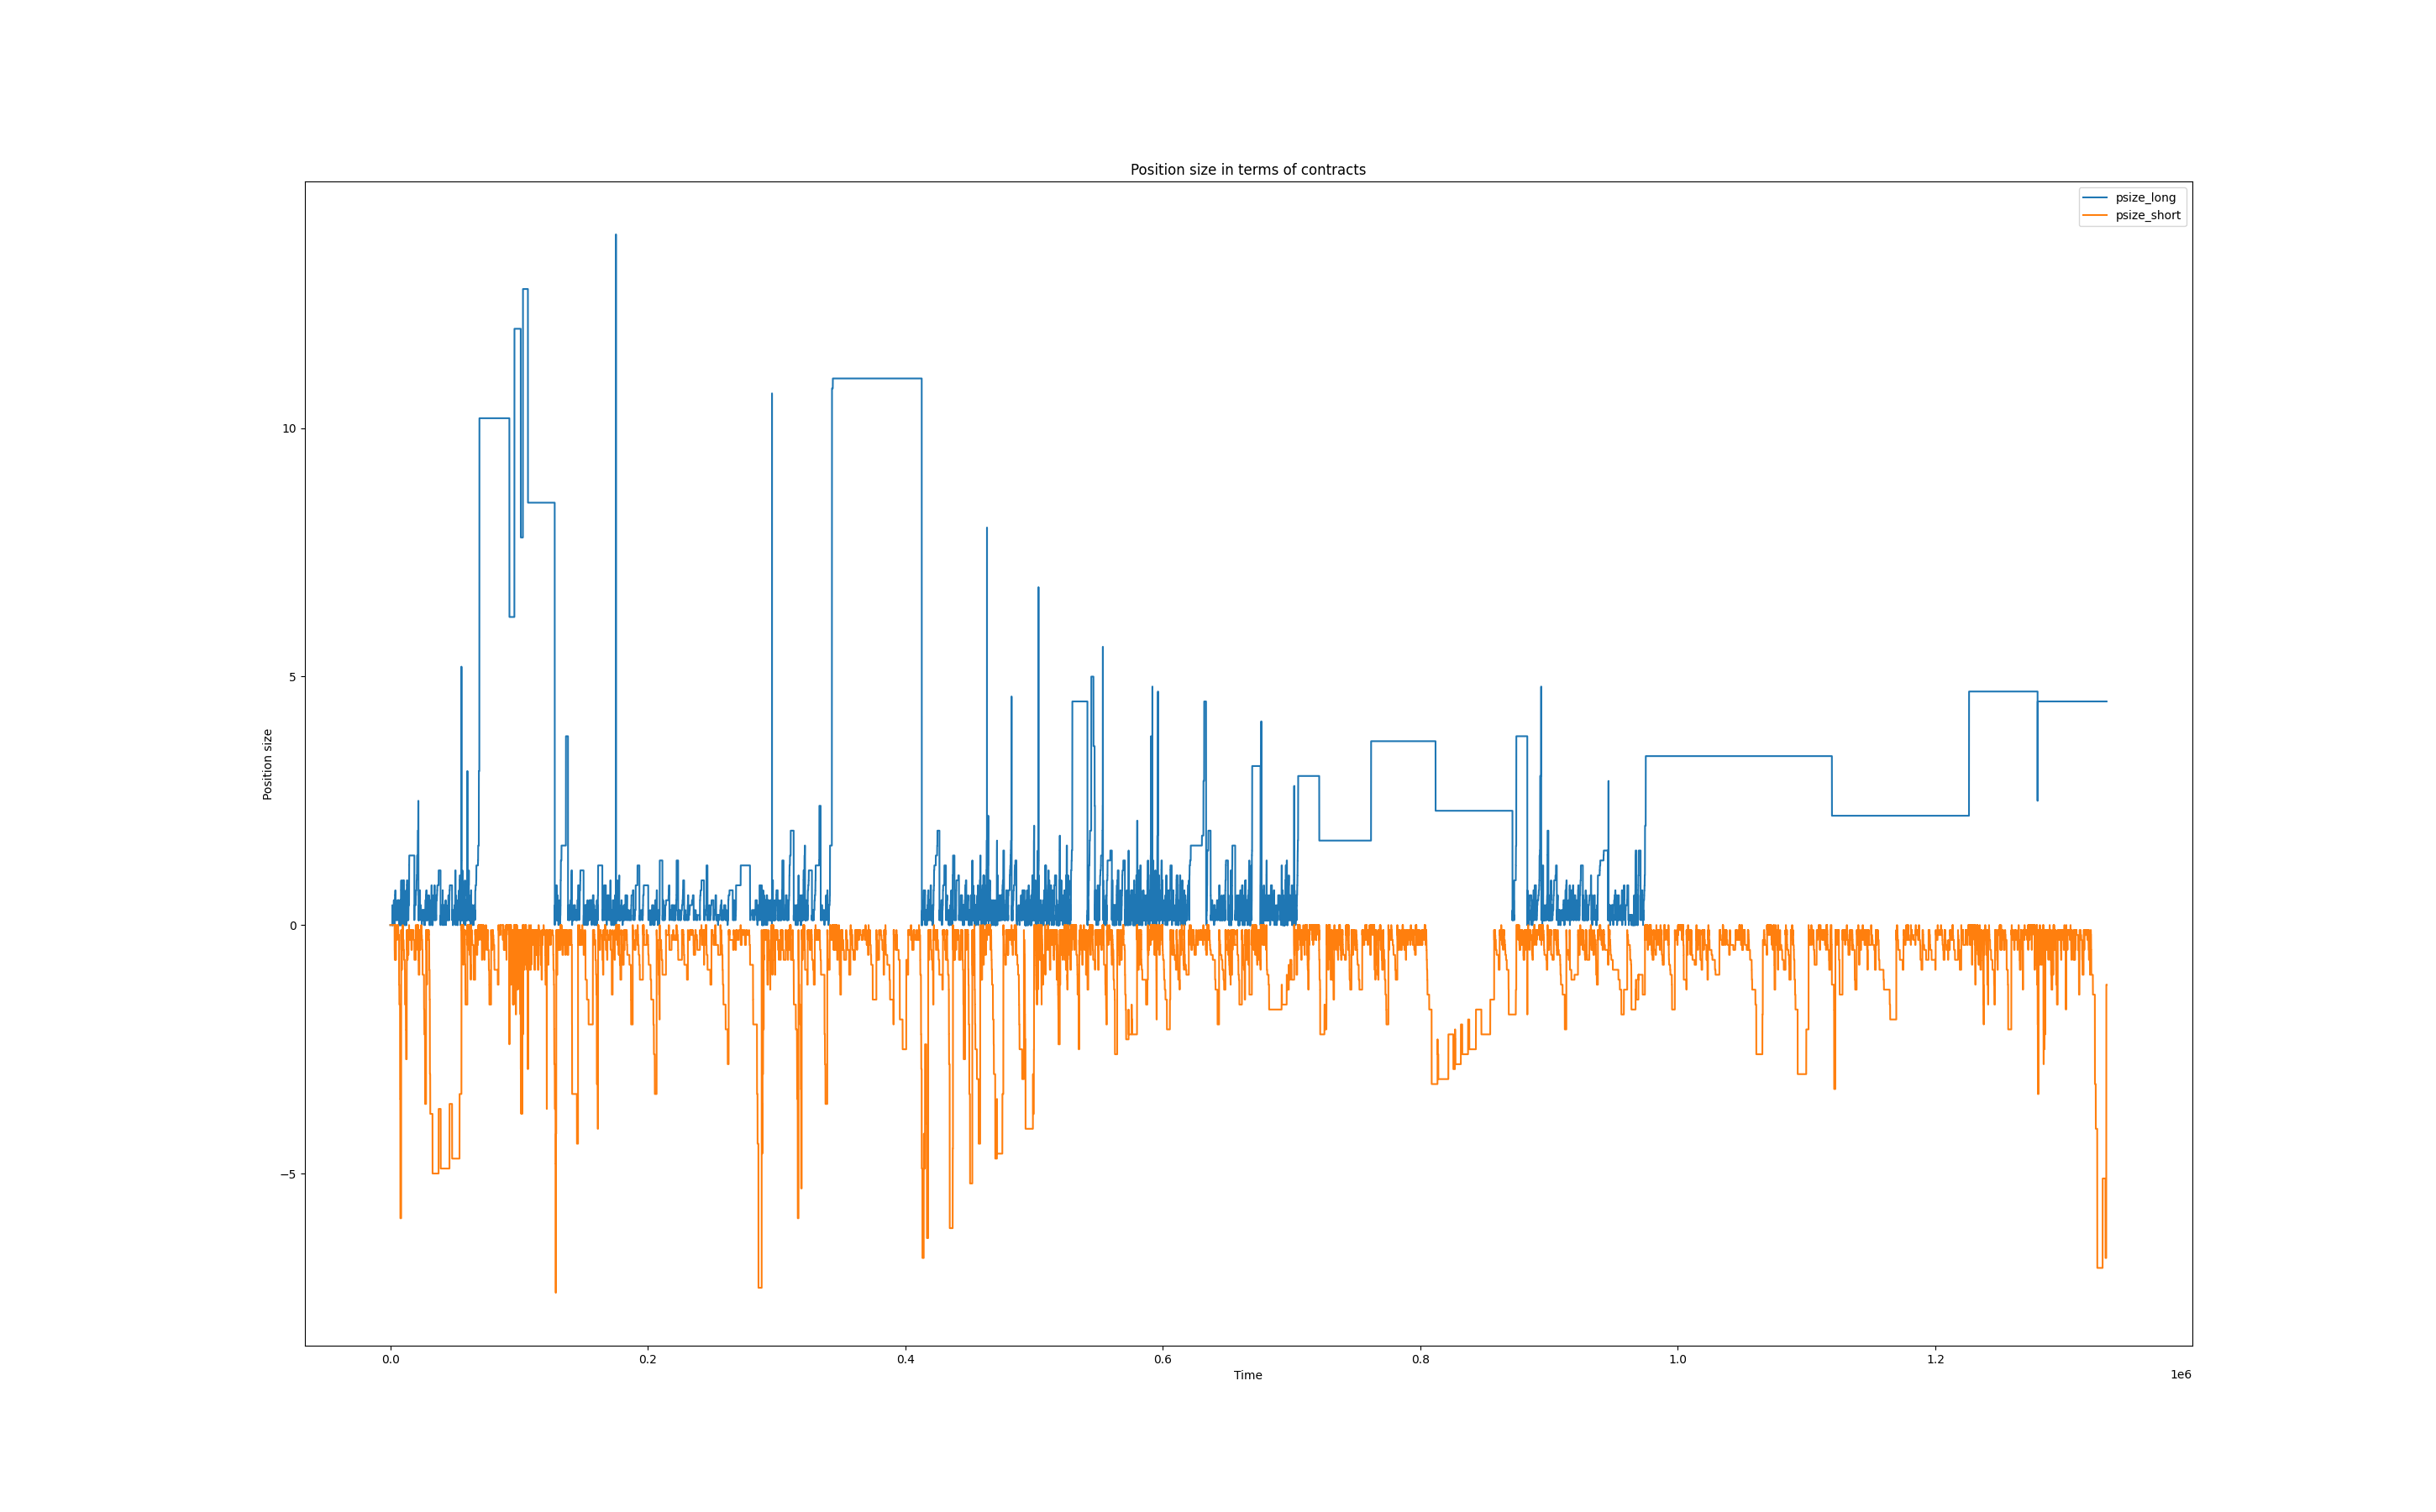 Position size in terms of contracts
psize_long
psize_short
Position size
10
5
0
−5
0.0
0.2
0.4
0.6
0.8
1.0
1.2
Time
1e6